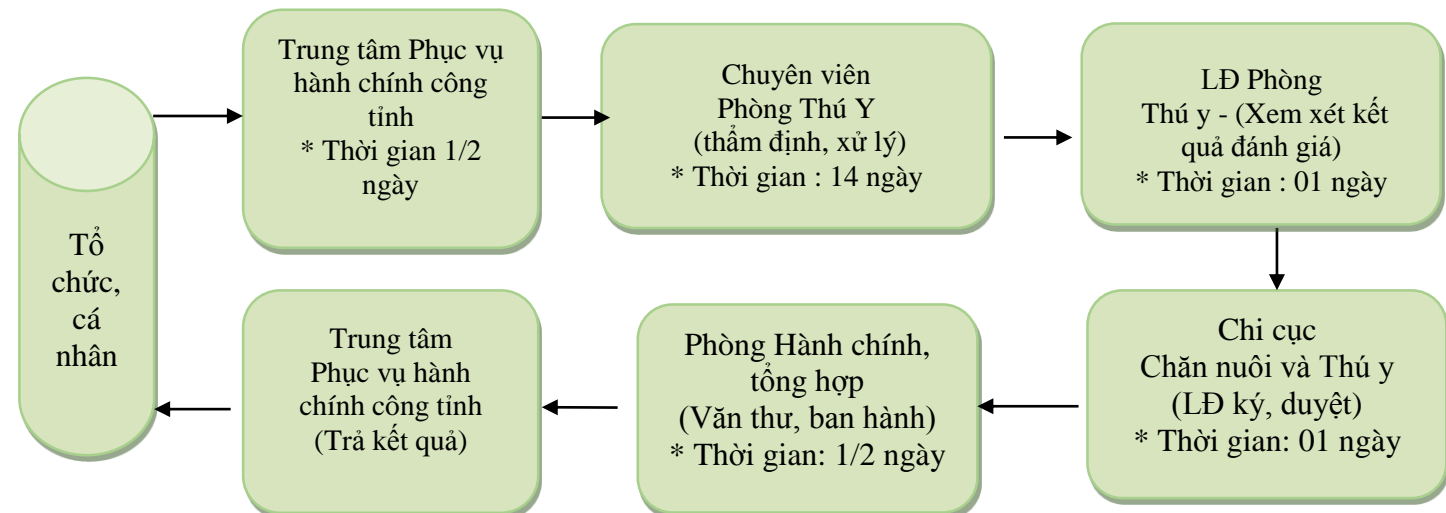 Tổ
chức,
cá
nhân
Trung tâm Phục vụ
hành chính công
tỉnh
* Thời gian 1/2
ngày
Chuyên viên
Phòng Thú Y
(thẩm định, xử lý)
* Thời gian : 14 ngày
LĐ Phòng
Thú y - (Xem xét kết
quả đánh giá)
* Thời gian : 01 ngày
Chi cục
Chăn nuôi và Thú y
(LĐ ký, duyệt)
* Thời gian: 01 ngày
Phòng Hành chính,
tổng hợp
(Văn thư, ban hành)
* Thời gian: 1/2 ngày
Trung tâm
Phục vụ hành
chính công tỉnh
(Trả kết quả)